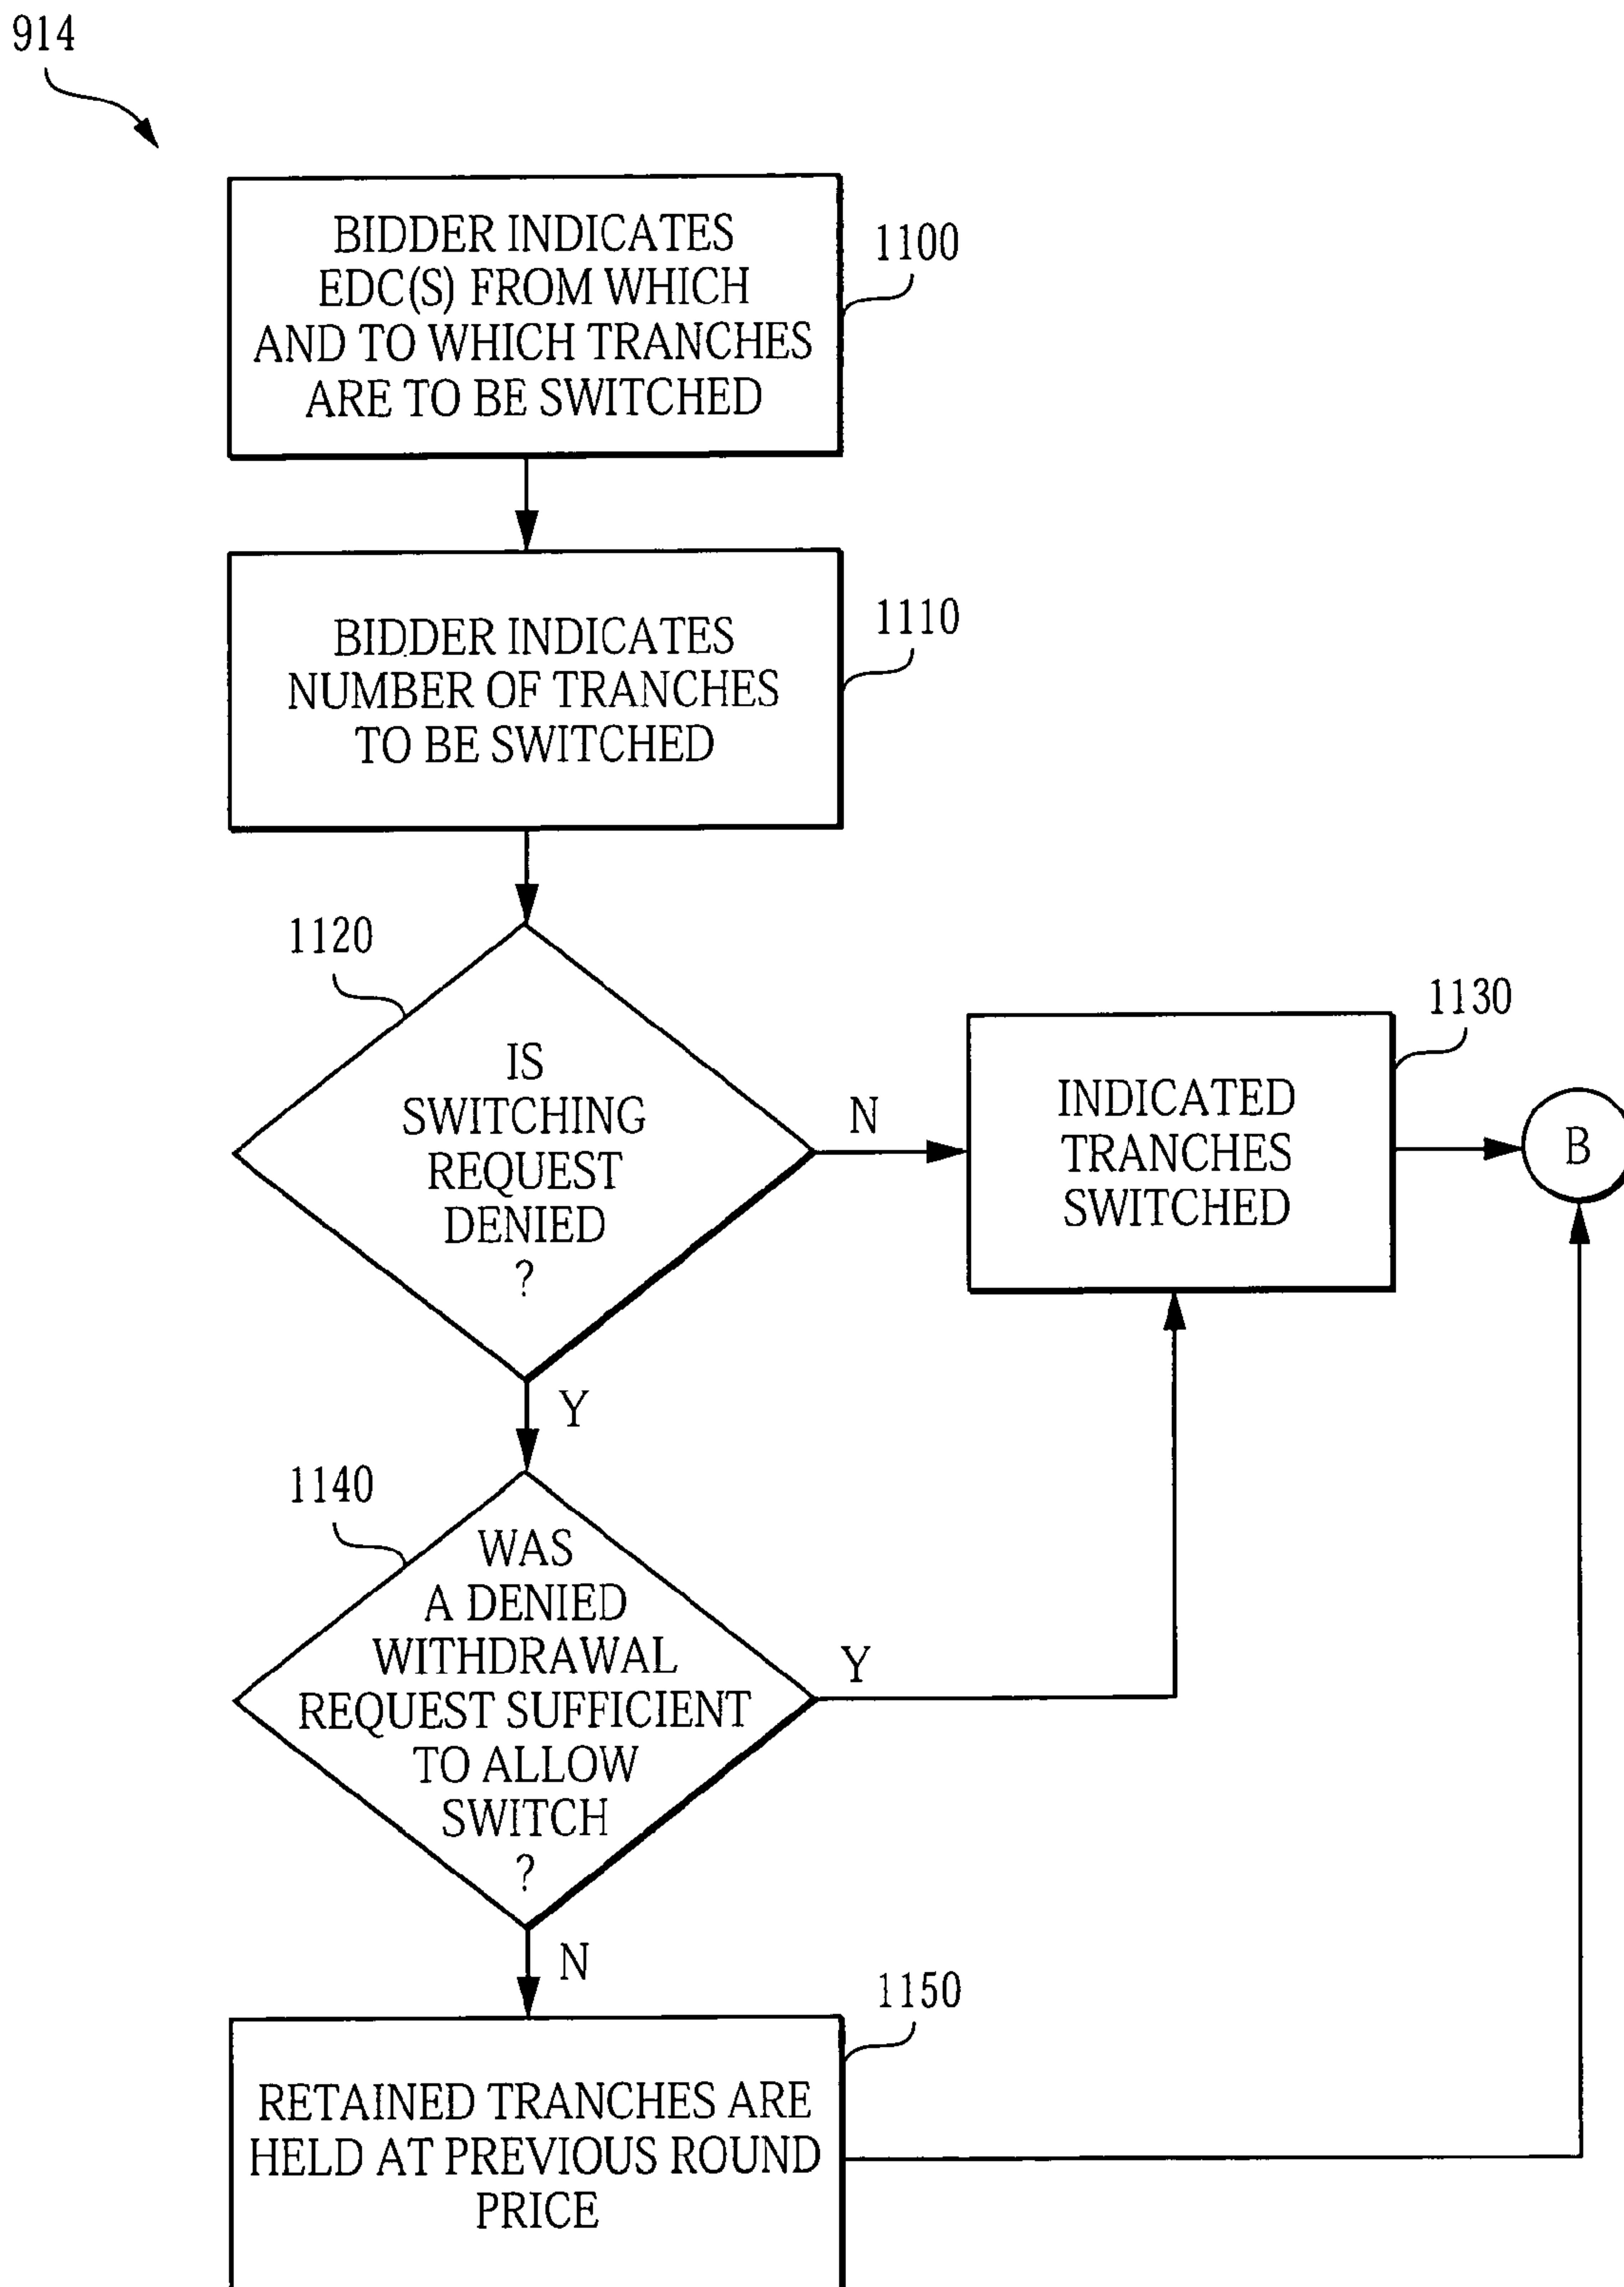 914
BIDDER INDICATES
EDC(S) FROM WHICH
AND TO WHICH TRANCHES
ARE TO BE SWITCHED
1100
BIDDER INDICATES
NUMBER OF TRANCHES
TO BE SWITCHED
1110
1120
IS
SWITCHING
REQUEST
DENIED
?
N
Y
INDICATED
TRANCHES
SWITCHED
1130
B
1140
WAS
A DENIED
WITHDRAWAL
REQUEST SUFFICIENT
TO ALLOW
SWITCH
?
Y
N
1150
RETAINED TRANCHES ARE
HELD AT PREVIOUS ROUND
PRICE